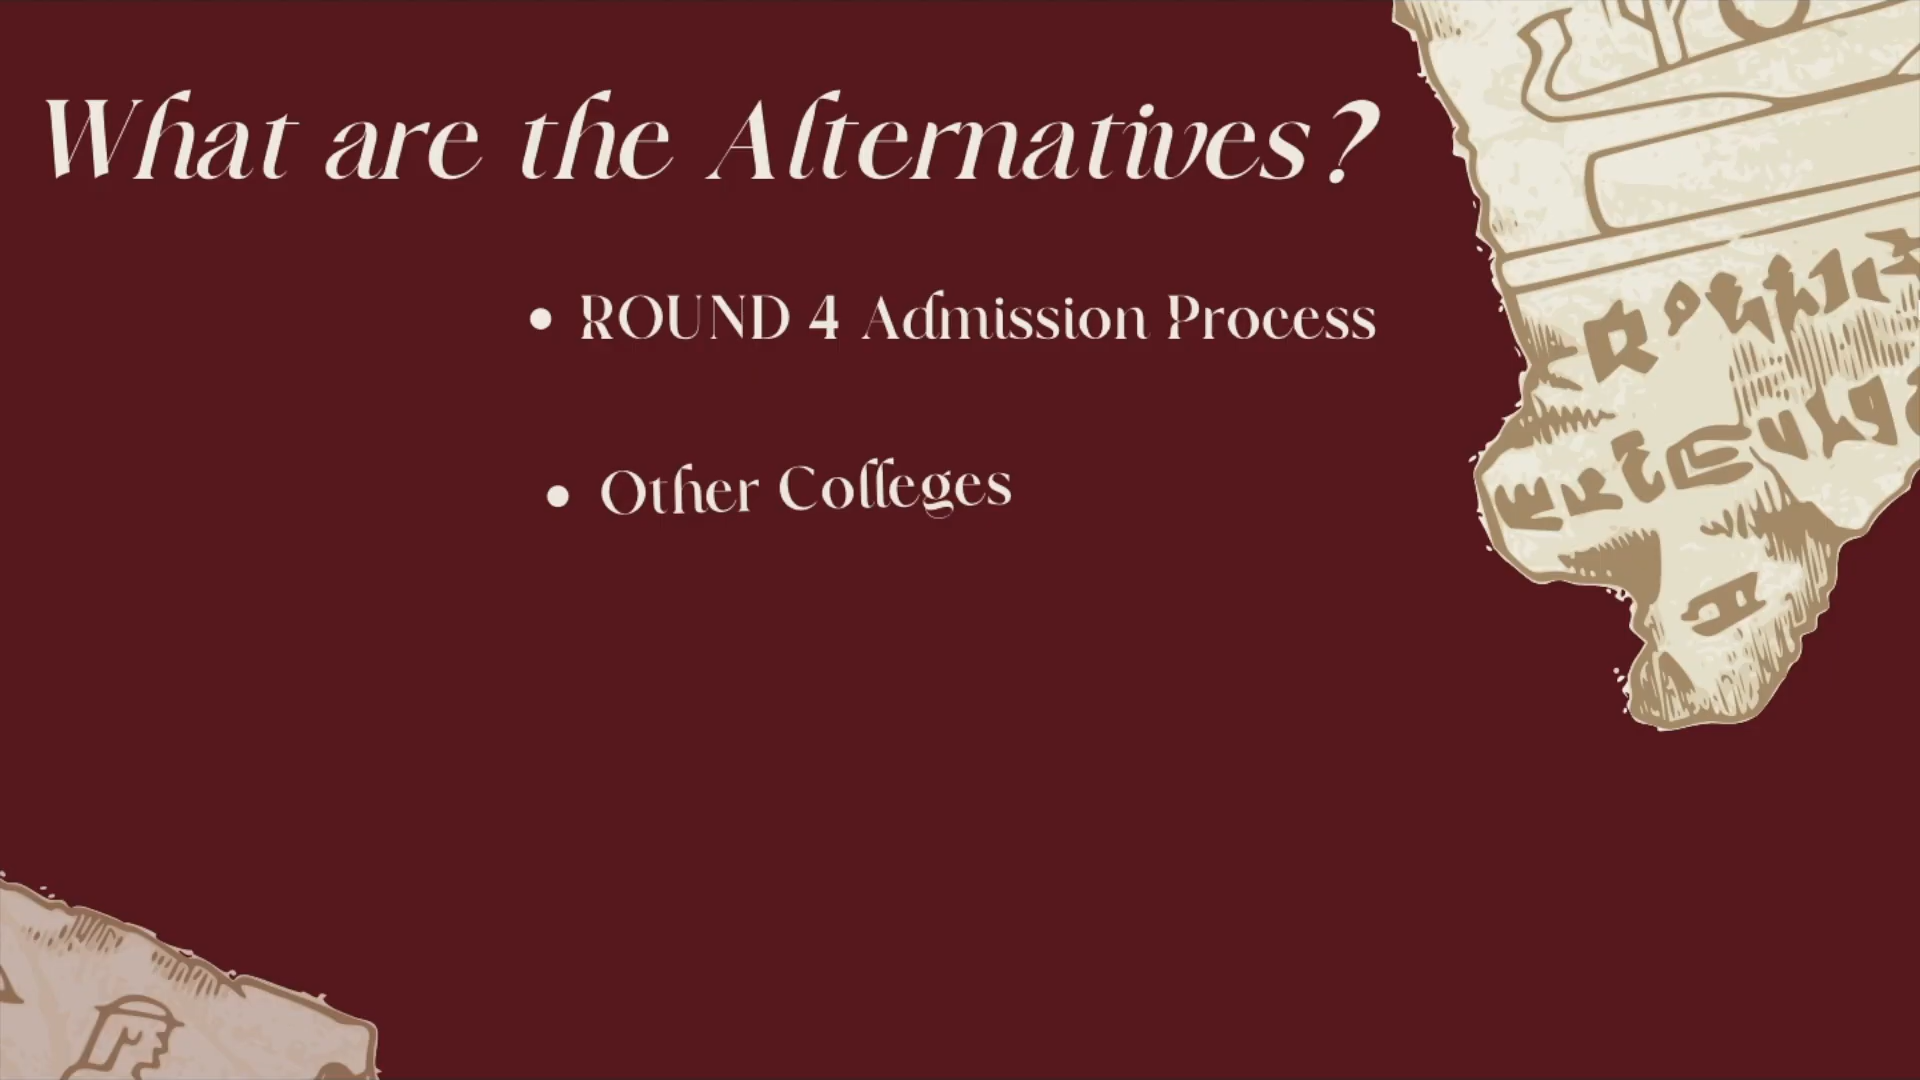 What are the Alternatives?
• ROUND 4 Admission Process
• Other Colleges